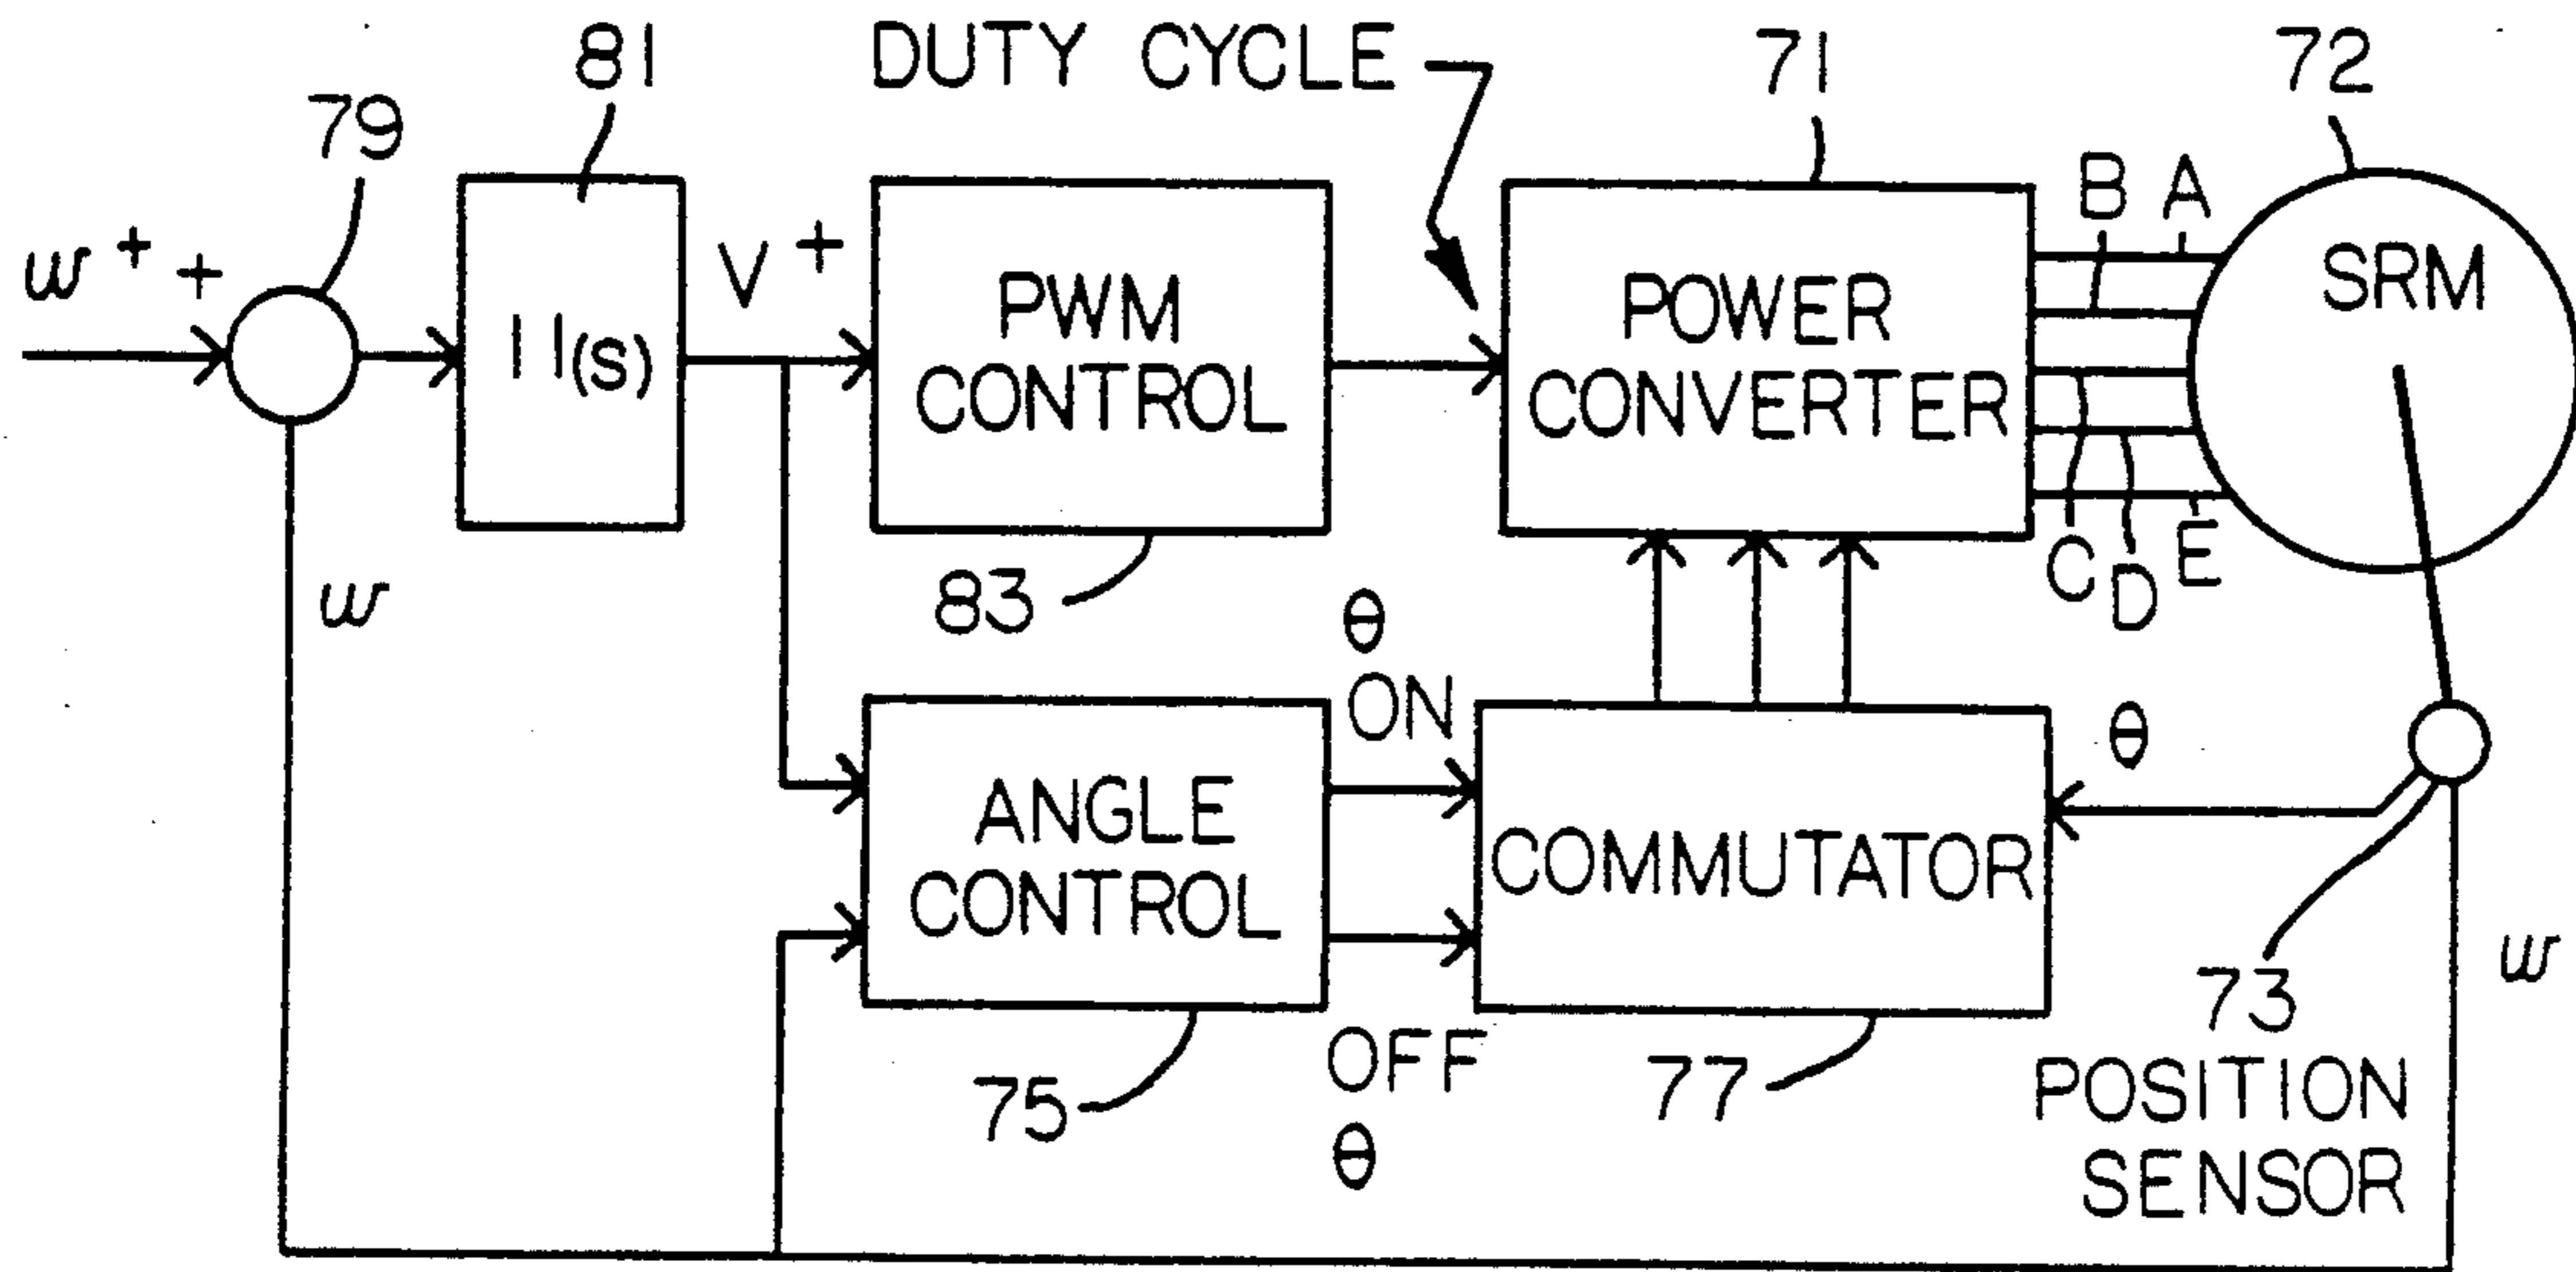 81
DUTY CYCLE
71
72
79
B A
w + +
V +
SRM
PWM
CONTROL
POWER
CONVERTER
11(S)
w
83
C D E
θ
ON
θ
ANGLE
CONTROL
COMMUTATOR
w
75
OFF
θ
77
73
POSITION
SENSOR